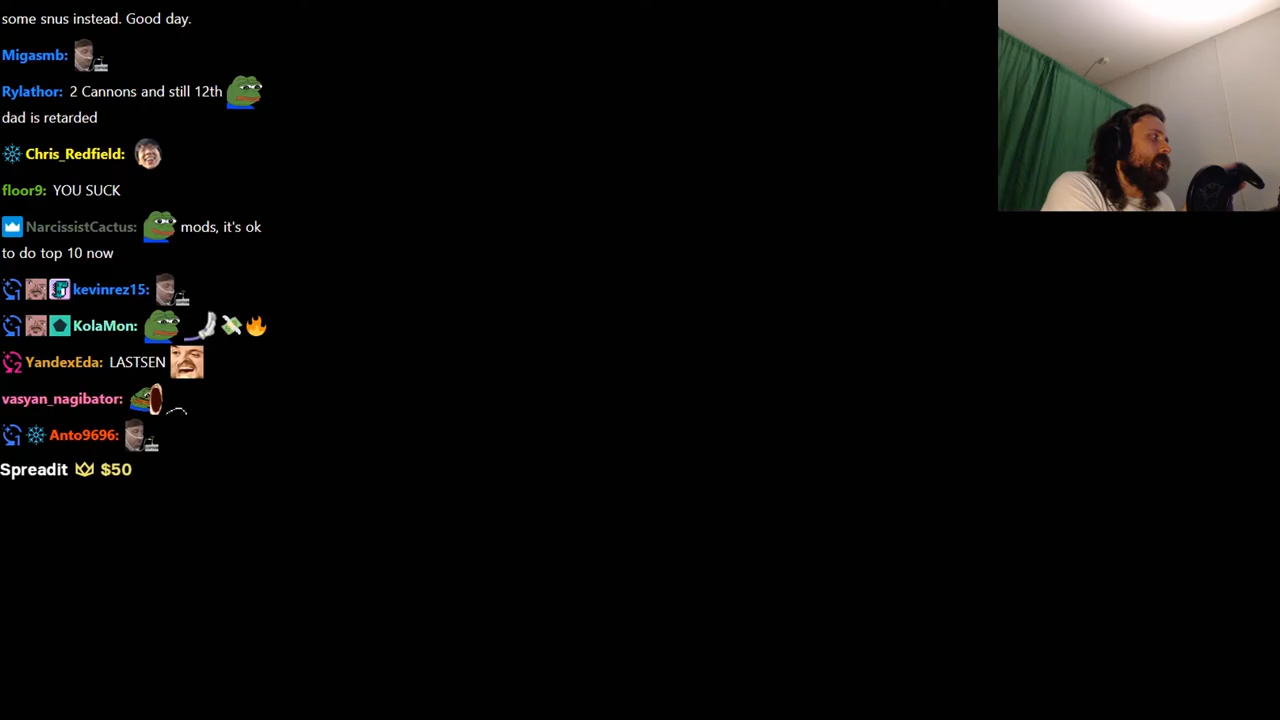 some snus instead. Good day.
Migasmb:
Rylathor: 2 Cannons and still 12th
dad is retarded
Chris_Redfield:
floor9: YOU SUCK
NarcissistCactus: mods, it's ok
to do top 10 now
kevinrez15:
KolaMon:
YandexEda: LASTSEN
vasyan_nagibator:
Anto9696:
Spreadit $50